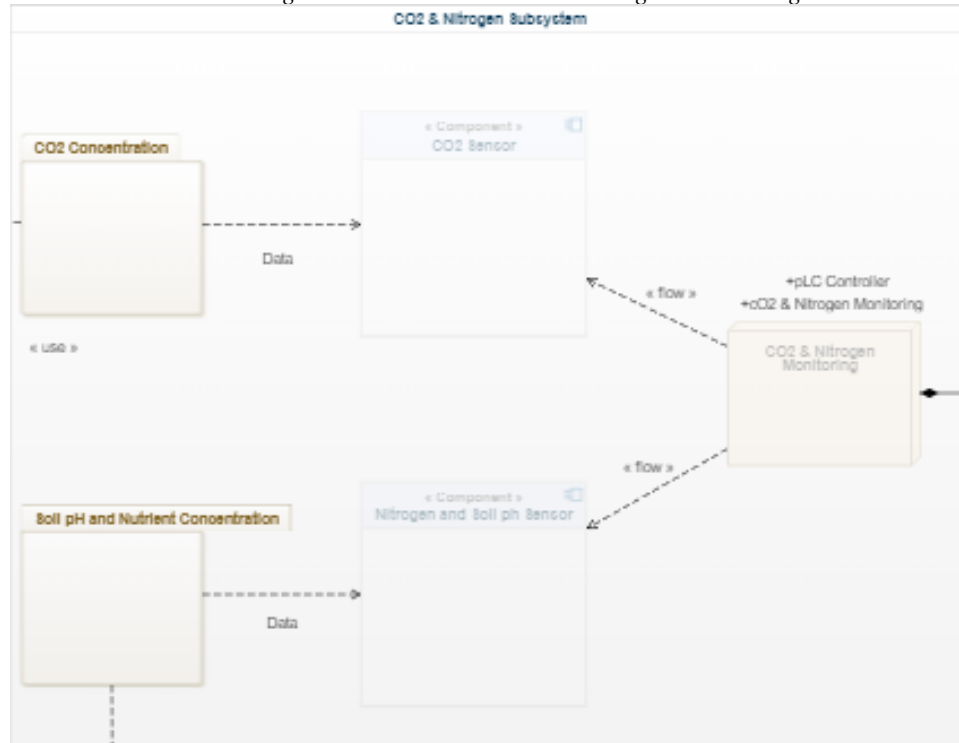 CO2 & Nitrogen Subsystem
« Component »
CO2 Sensor
CO2 Concentration
Data
« flow »
+pLC Controller
+cO2 & Nitrogen Monitoring
« use »
CO2 & Nitrogen
Monitoring
« flow »
« Component »
Nitrogen and Soil ph Sensor
Soil pH and Nutrient Concentration
Data